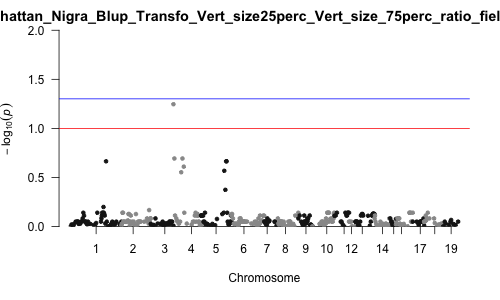 hattan_Nigra_Blup_Transfo_Vert_size25perc_Vert_size_75perc_ratio_fiel
2.0
1.5
1.0
0.5
0.0
− log10(p)
1 2 3 4 5 6 7 8 9 10 12 14 17 19
Chromosome